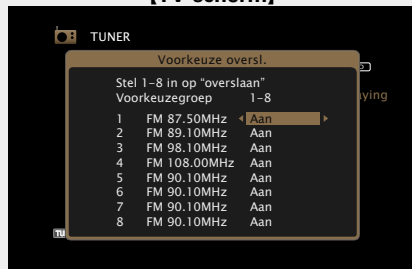 【TV-scherm】
TUNER
Voorkeuze oversl.
Stel 1–8 in op “overslaan”
Voorkeuzegroep 1–8
1 FM 87.50MHz Aan
2 FM 89.10MHz Aan
3 FM 98.10MHz Aan
4 FM 108.00MHz Aan
5 FM 90.10MHz Aan
6 FM 90.10MHz Aan
7 FM 90.10MHz Aan
8 FM 90.10MHz Aan